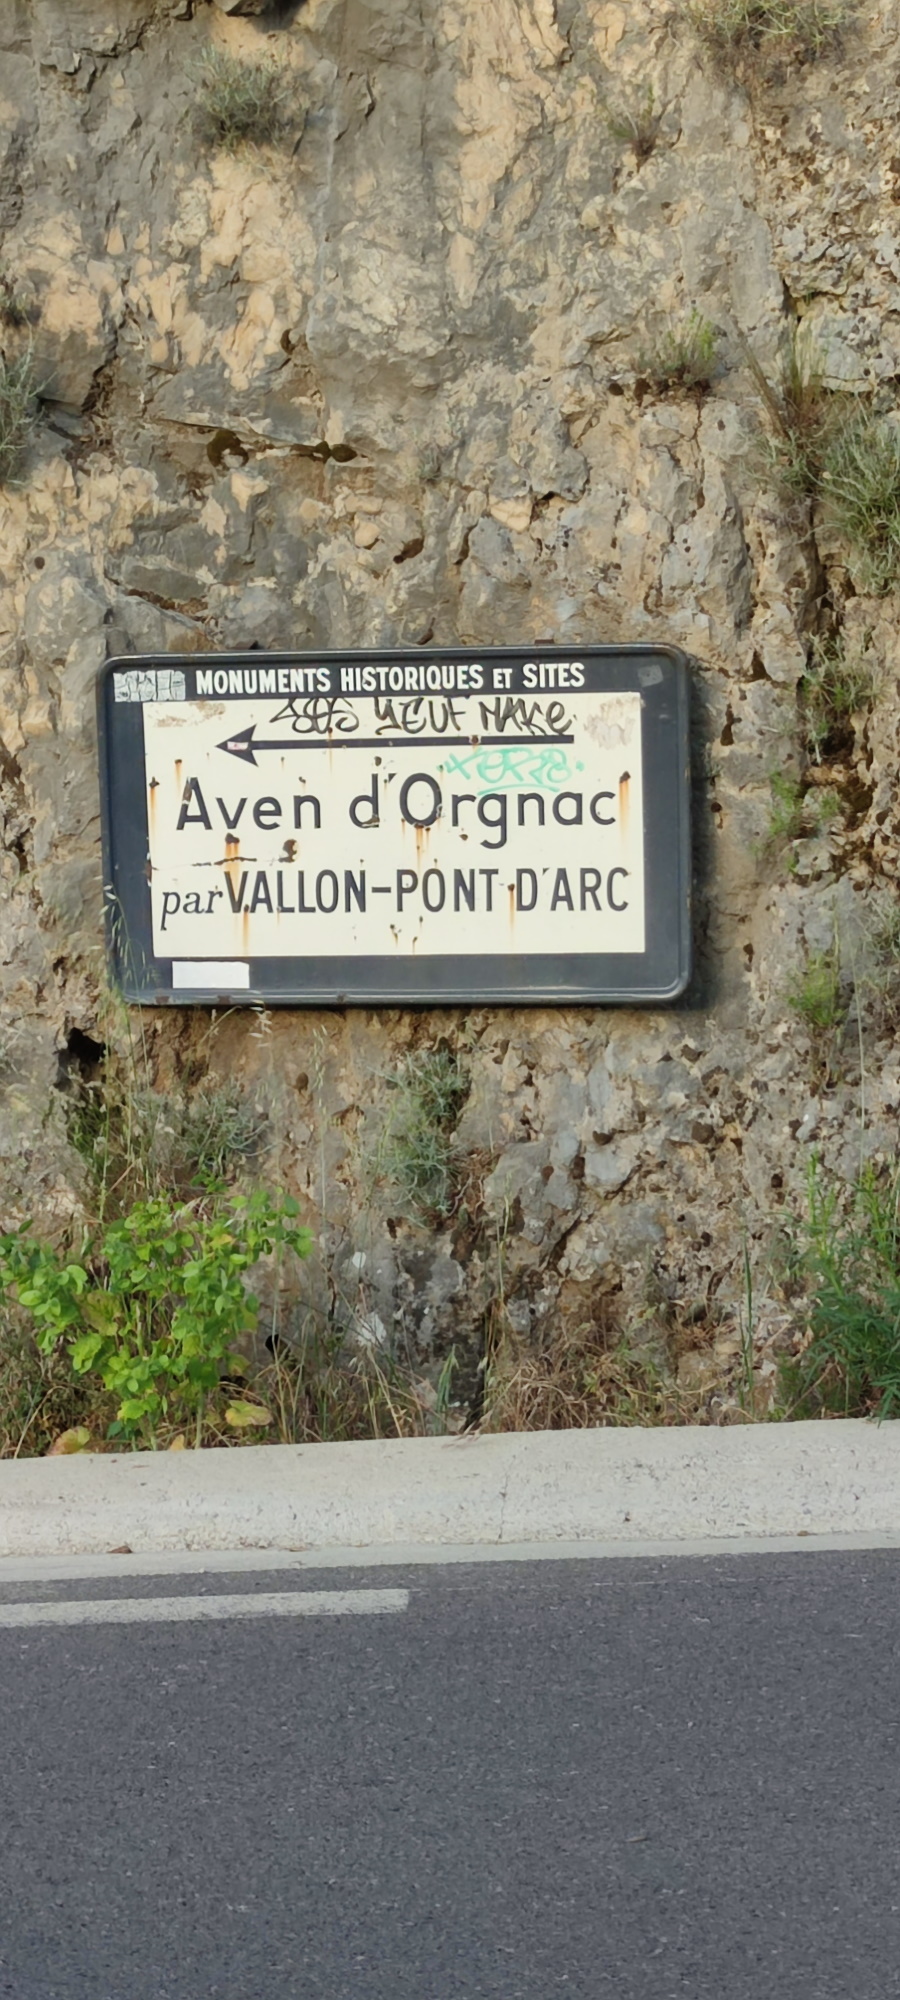 MONUMENTS HISTORIQUES ET SITES
Aven d'Orgnac
par VALLON-PONT D'ARC